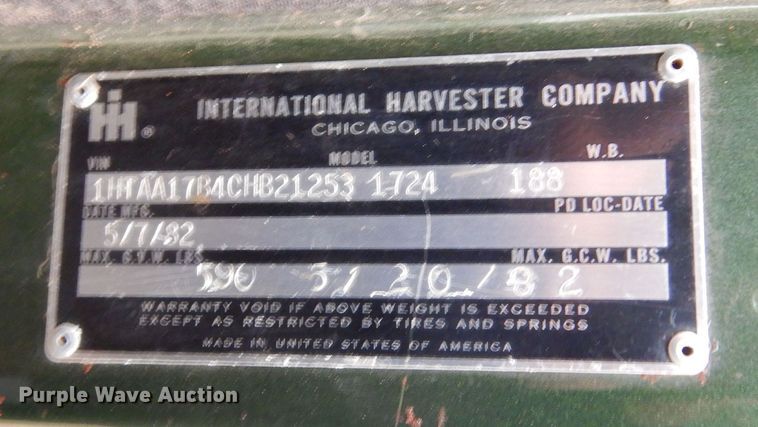 IH ®
INTERNATIONAL HARVESTER COMPANY
CHICAGO, ILLINOIS
VIN MODEL W.B.
1HTAA17B4CHB21253 1724 188
DATE MFG. PD LOC-DATE
5/7/82
MAX. G.V.W. LBS. MAX. G.C.W. LBS.
590 5/20/82
WARRANTY VOID IF ABOVE WEIGHT IS EXCEEDED
EXCEPT AS RESTRICTED BY TIRES AND SPRINGS
MADE IN UNITED STATES OF AMERICA
Purple Wave Auction